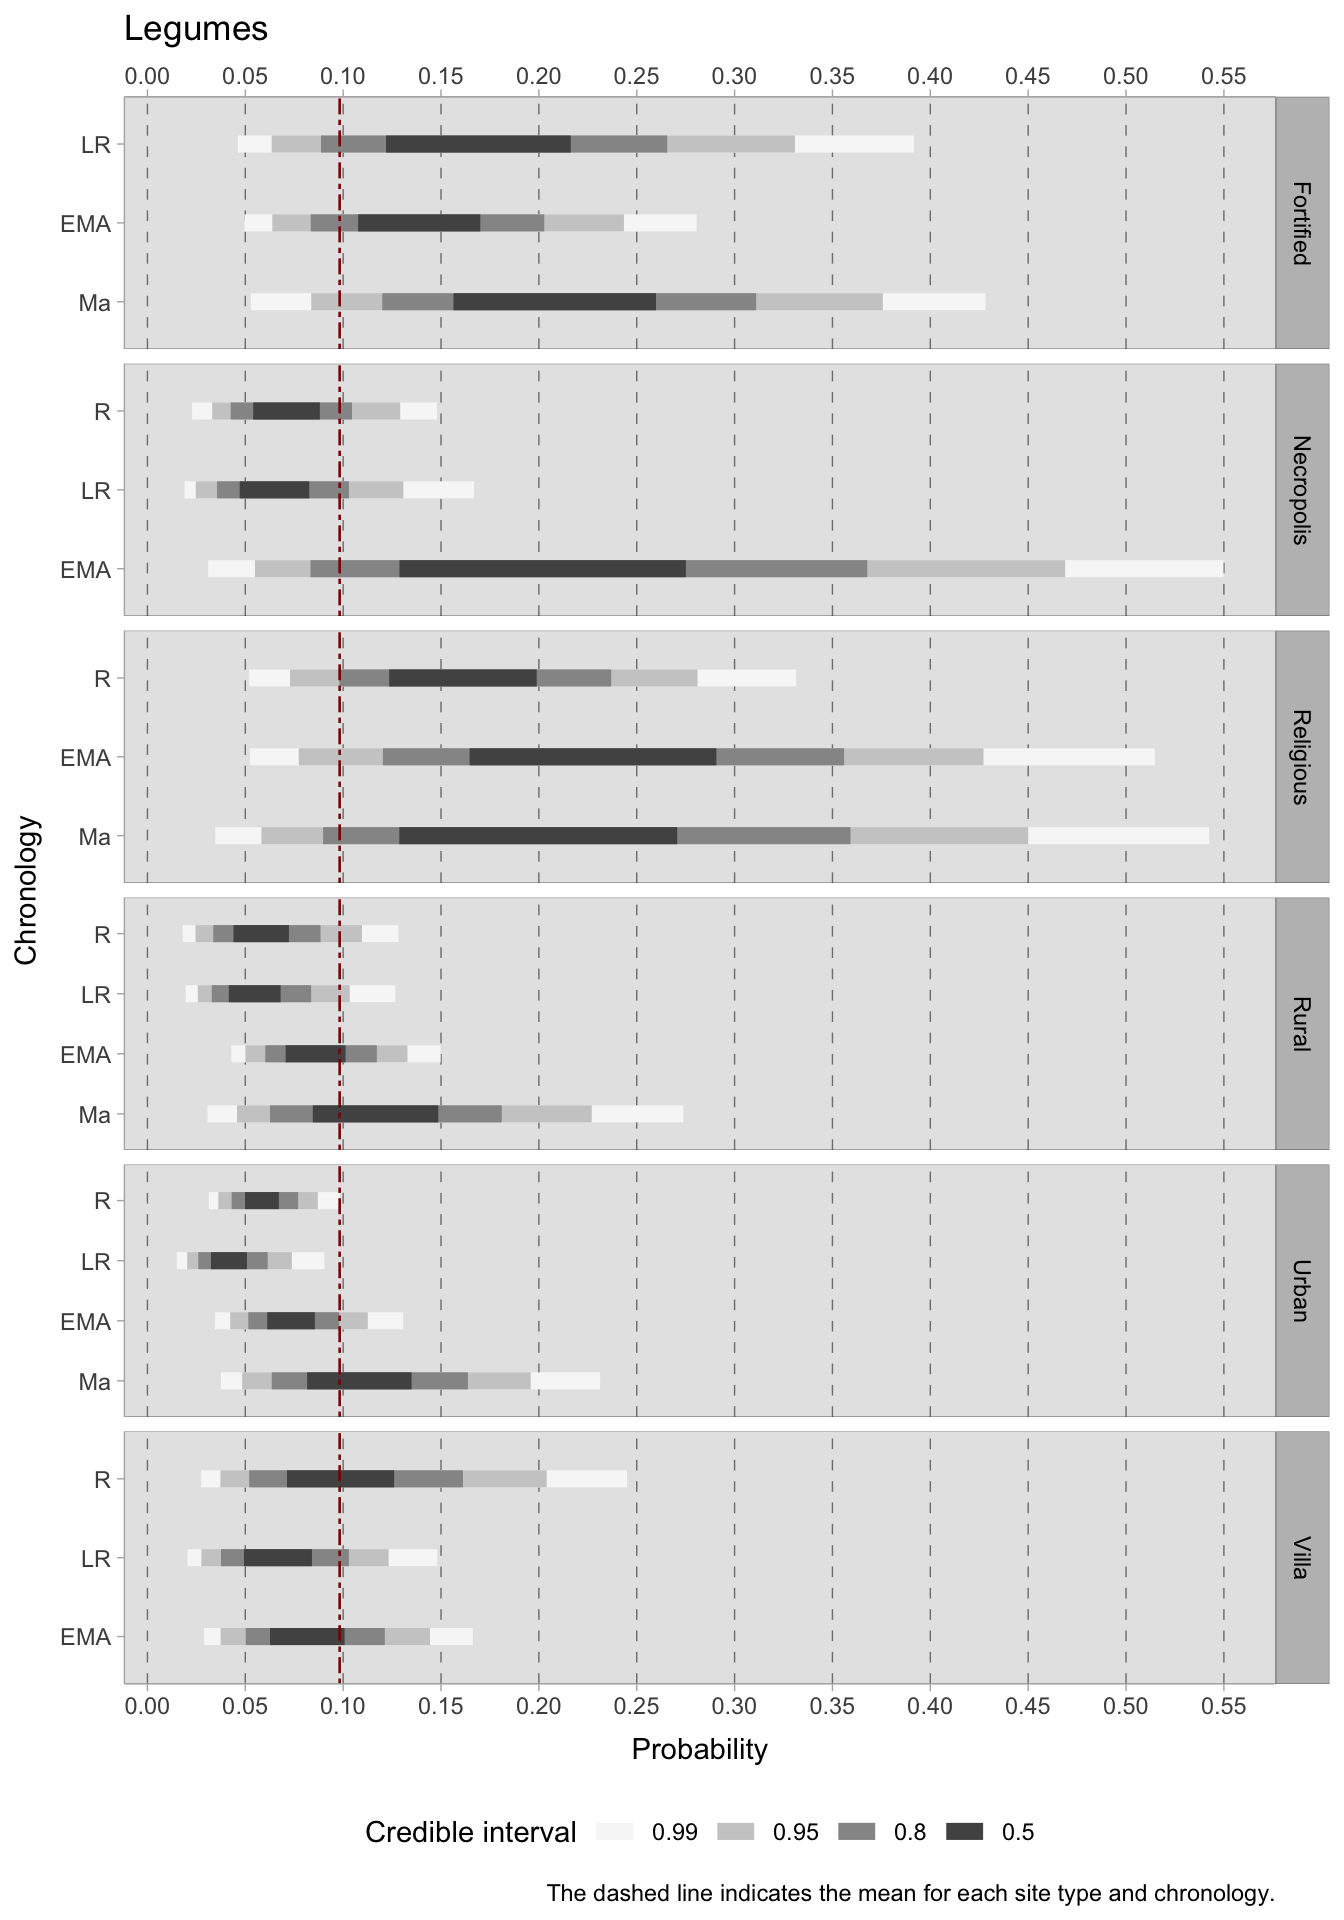 Legumes
0.00 0.05 0.10 0.15 0.20 0.25 0.30 0.35 0.40 0.45 0.50 0.55
Chronology
LR
EMA
Ma
Fortified
R
LR
EMA
Necropolis
R
EMA
Ma
Religious
R
LR
EMA
Ma
Rural
R
LR
EMA
Ma
Urban
R
LR
EMA
Villa
0.00 0.05 0.10 0.15 0.20 0.25 0.30 0.35 0.40 0.45 0.50 0.55
Probability
Credible interval 0.99 0.95 0.8 0.5
The dashed line indicates the mean for each site type and chronology.